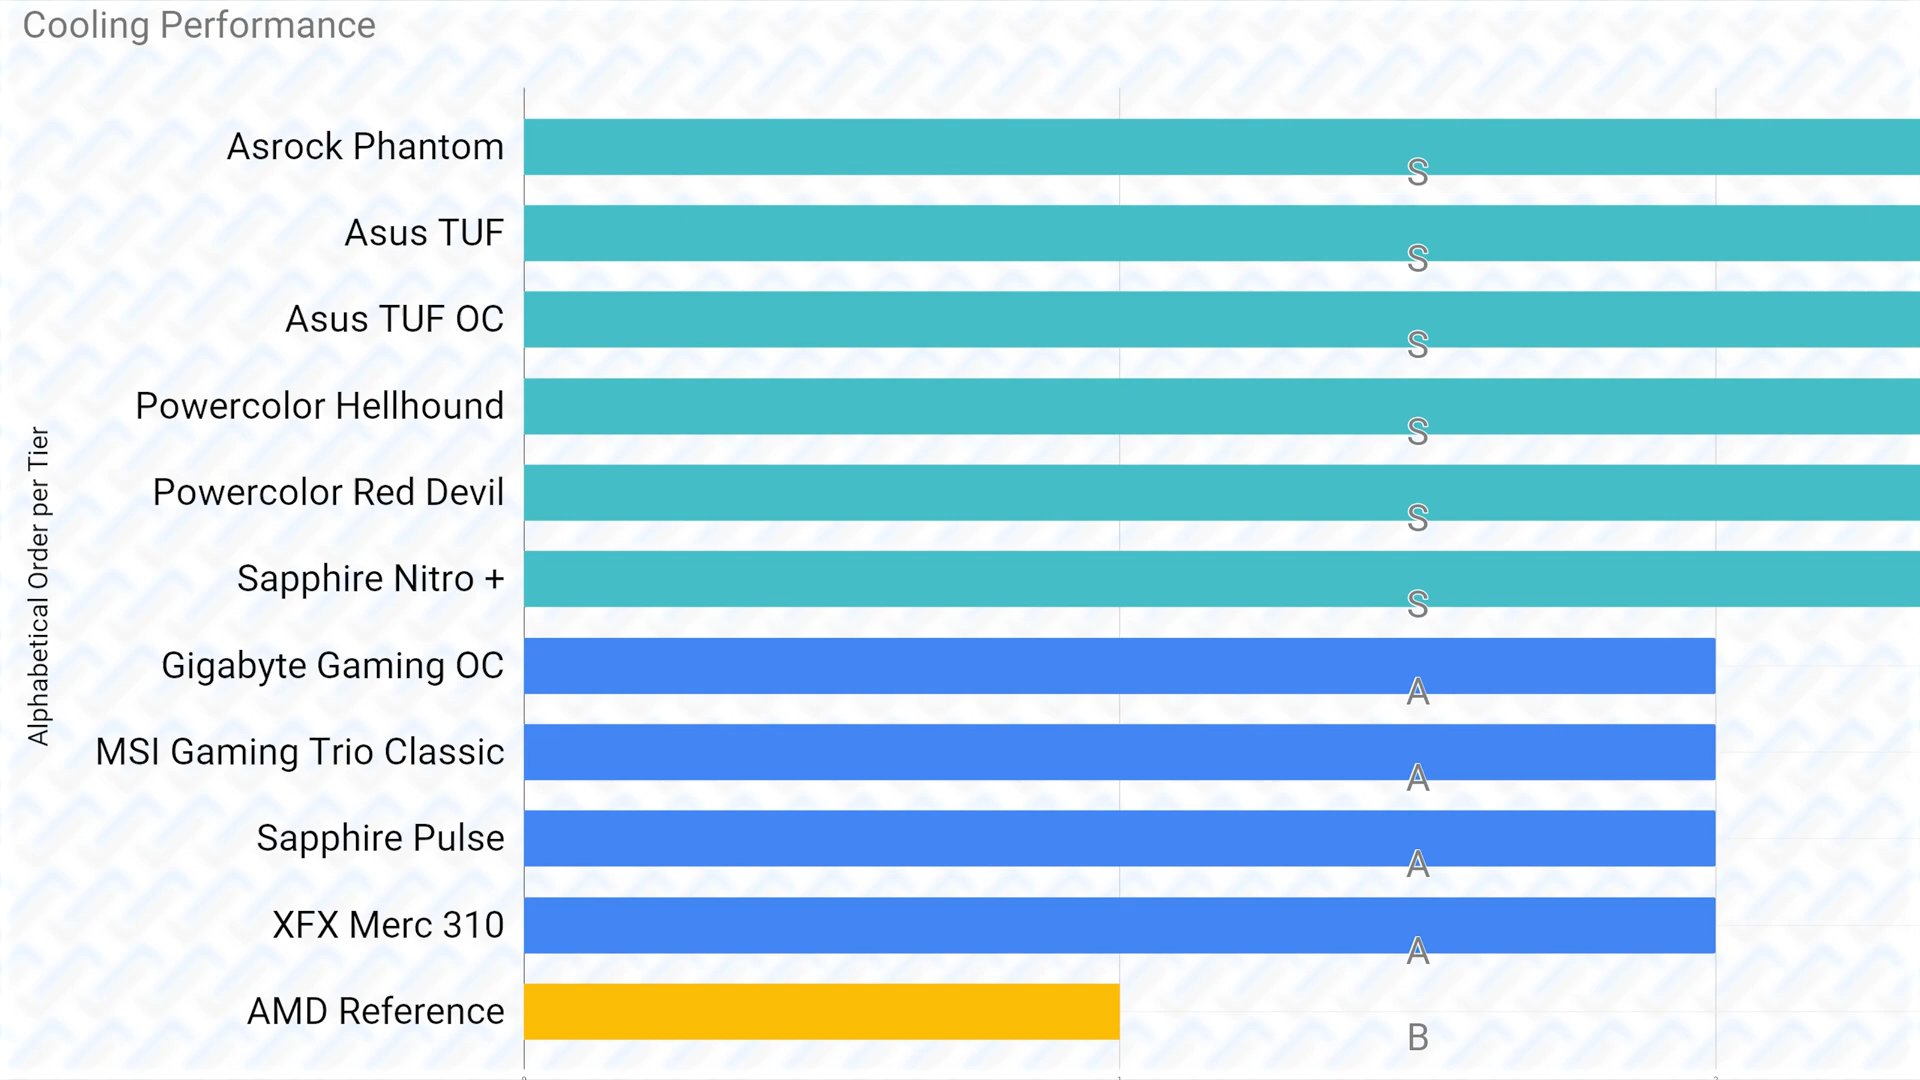 Cooling Performance
Asrock Phantom
S
Asus TUF
S
Asus TUF OC
S
Powercolor Hellhound
S
Powercolor Red Devil
S
Sapphire Nitro +
S
Gigabyte Gaming OC
A
MSI Gaming Trio Classic
A
Sapphire Pulse
A
XFX Merc 310
A
AMD Reference
B
Alphabetical Order per Tier